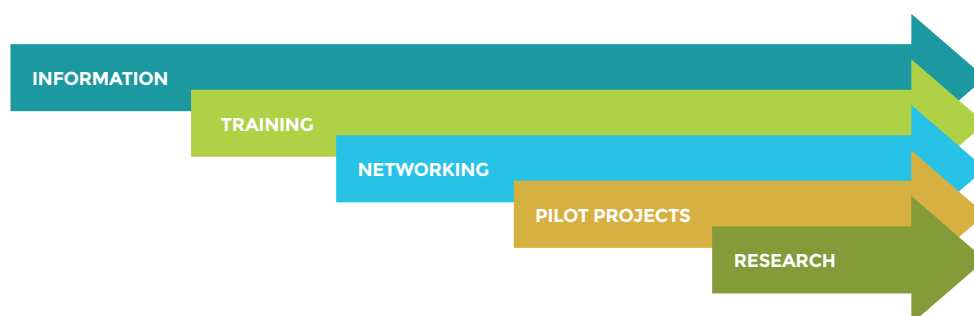 INFORMATION
TRAINING
NETWORKING
PILOT PROJECTS
RESEARCH